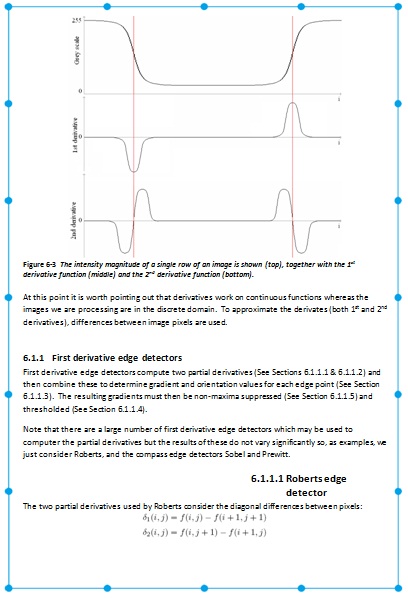 255
Grey scale
0
i
1st derivative
0
i
2nd derivative
0
Figure 6-3 The intensity magnitude of a single row of an image is shown (top), together with the 1st
derivative function (middle) and the 2nd derivative function (bottom).
At this point it is worth pointing out that derivatives work on continuous functions whereas the
images we are processing are in the discrete domain. To approximate the derivates (both 1st and 2nd
derivatives), differences between image pixels are used.
6.1.1 First derivative edge detectors
First derivative edge detectors compute two partial derivatives (See Sections 6.1.1.1 & 6.1.1.2) and
then combine these to determine gradient and orientation values for each edge point (See Section
6.1.1.3). The resulting gradients must then be non-maxima suppressed (See Section 6.1.1.5) and
thresholded (See Section 6.1.1.4).
Note that there are a large number of first derivative edge detectors which may be used to
computer the partial derivatives but the results of these do not vary significantly so, as examples, we
just consider Roberts, and the compass edge detectors Sobel and Prewitt.
6.1.1.1 Roberts edge
detector
The two partial derivatives used by Roberts consider the diagonal differences between pixels:
δ₁(i, j) = f(i, j) − f(i + 1, j + 1)
δ₂(i, j) = f(i, j + 1) − f(i + 1, j)